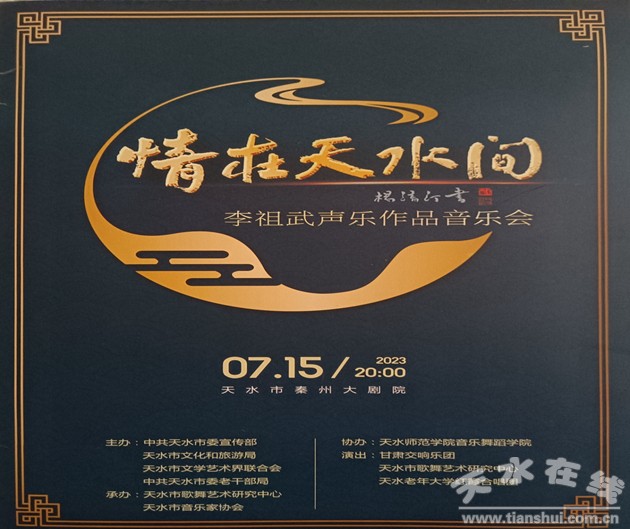 情在天水间
李祖武声乐作品音乐会
07.15/
2023
20:00
天水市秦州大剧院
主办：中共天水市委宣传部
天水市文化和旅游局
天水市文学艺术界联合会
中共天水市委老干部局
承办：天水市歌舞艺术研究中心
天水市音乐家协会
协办：天水师范学院音乐舞蹈学院
演出：甘肃交响乐团
天水市歌舞艺术研究中心
天水老年大学
合唱团
天水在线
www.tianshui.com.cn